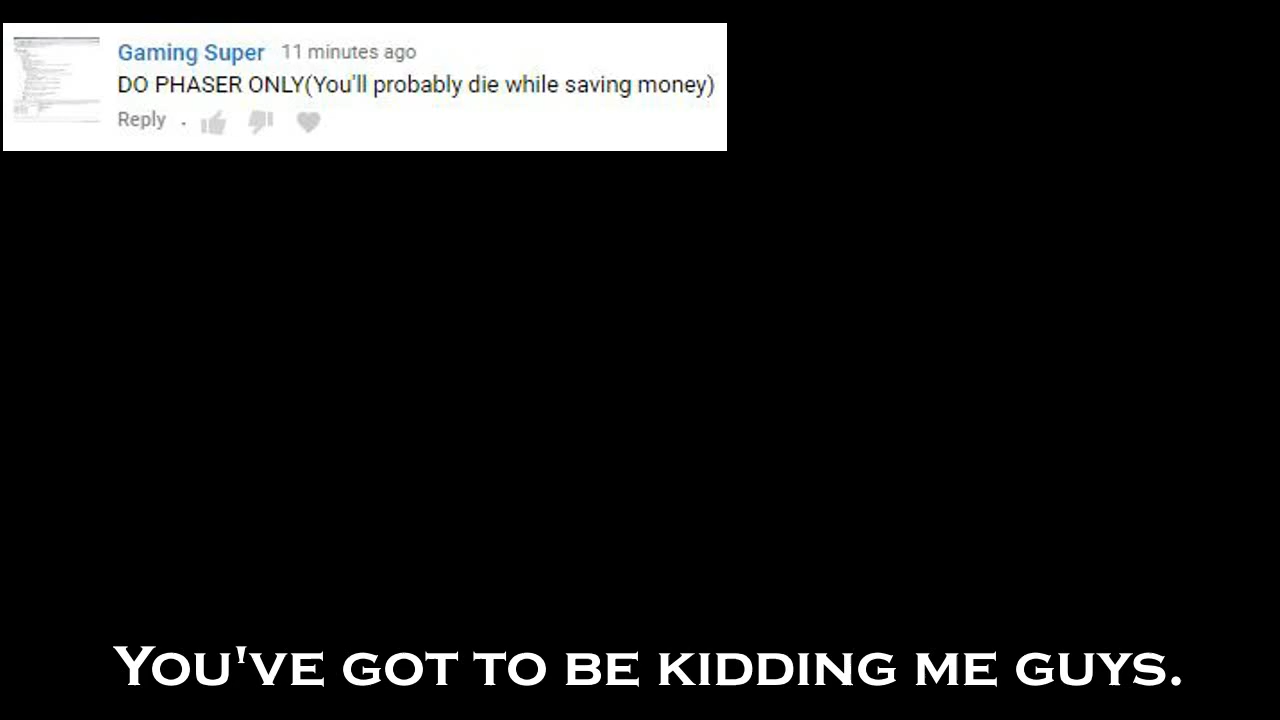 Gaming Super 11 minutes ago
DO PHASER ONLY(You'll probably die while saving money)
Reply .
YOU'VE GOT TO BE KIDDING ME GUYS.